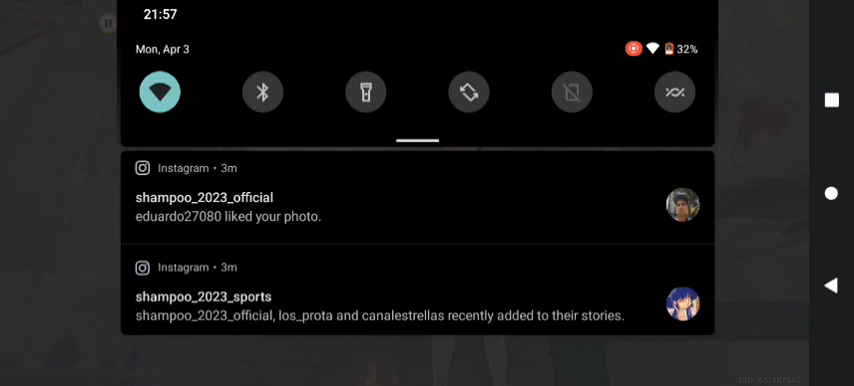 21:57
Mon, Apr 3
32%
Instagram • 3m
shampoo_2023_official
eduardo27080 liked your photo.
Instagram • 3m
shampoo_2023_sports
shampoo_2023_official, los_prota and canalestrellas recently added to their stories.